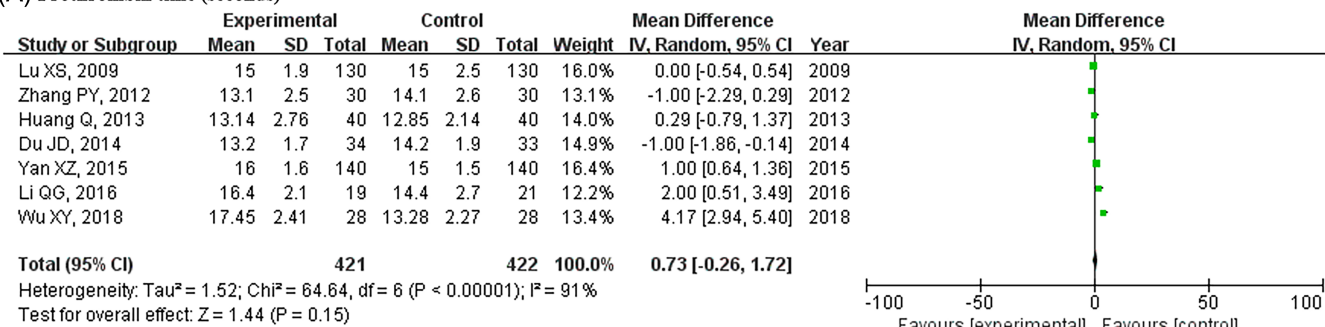 (A) Prothrombin time (seconds)
Experimental Control Mean Difference Mean Difference
Study or Subgroup Mean SD Total Mean SD Total Weight IV, Random, 95% CI Year IV, Random, 95% CI
Lu XS, 2009 15 1.9 130 15 2.5 130 16.0% 0.00 [-0.54, 0.54] 2009
Zhang PY, 2012 13.1 2.5 30 14.1 2.6 30 13.1% -1.00 [-2.29, 0.29] 2012
Huang Q, 2013 13.14 2.76 40 12.85 2.14 40 14.0% 0.29 [-0.79, 1.37] 2013
Du JD, 2014 13.2 1.7 34 14.2 1.9 33 14.9% -1.00 [-1.86, -0.14] 2014
Yan XZ, 2015 16 1.6 140 15 1.5 140 16.4% 1.00 [0.64, 1.36] 2015
Li QG, 2016 16.4 2.1 19 14.4 2.7 21 12.2% 2.00 [0.51, 3.49] 2016
Wu XY, 2018 17.45 2.41 28 13.28 2.27 28 13.4% 4.17 [2.94, 5.40] 2018
Total (95% CI) 421 422 100.0% 0.73 [-0.26, 1.72]
Heterogeneity: Tau² = 1.52; Chi² = 64.64, df = 6 (P < 0.00001); I² = 91%
Test for overall effect: Z = 1.44 (P = 0.15)
-100 -50 0 50 100
Favours [experimental] Favours [control]